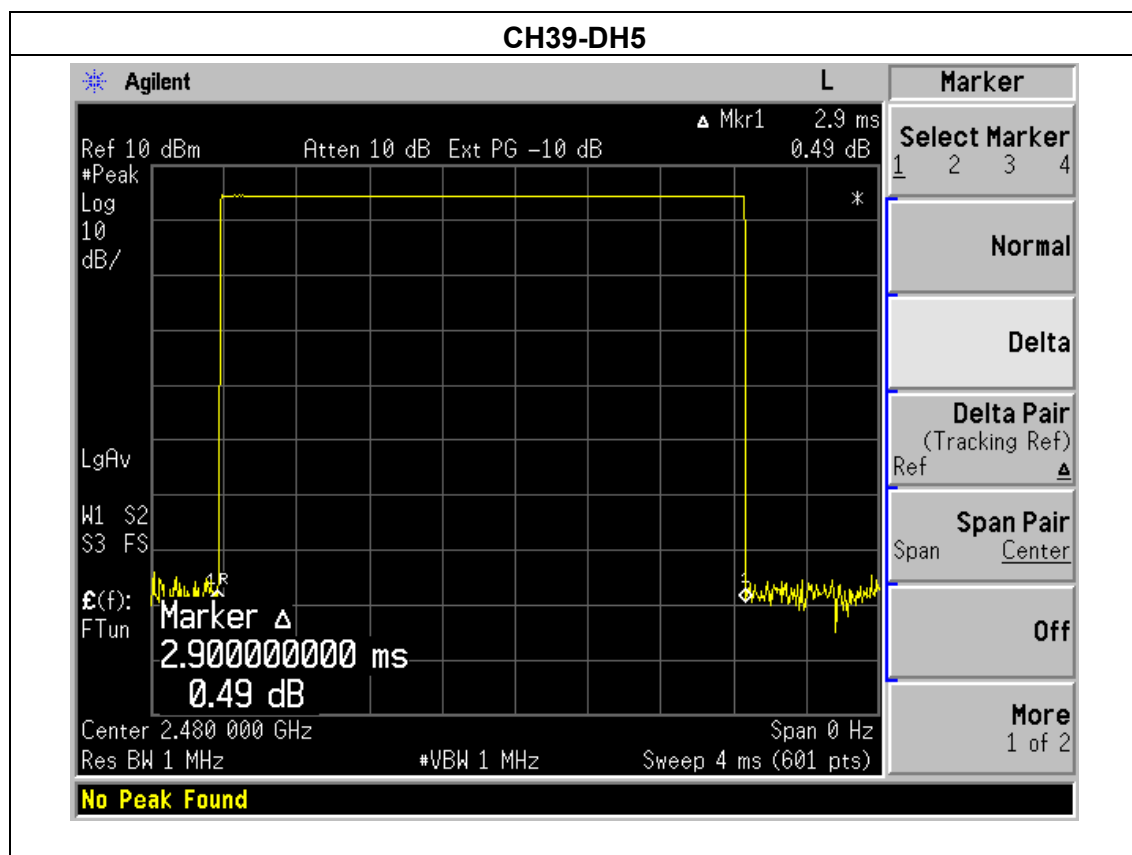 CH39-DH5
Agilent L
Δ Mkr1 2.9 ms
Ref 10 dBm Atten 10 dB Ext PG −10 dB 0.49 dB
#Peak
Log
10
dB/
*
LgAv
W1 S2
S3 FS
1R
1
£(f):
FTun
Marker Δ
2.900000000 ms
0.49 dB
Center 2.480 000 GHz Span 0 Hz
Res BW 1 MHz #VBW 1 MHz Sweep 4 ms (601 pts)
No Peak Found
Marker
Select Marker
1 2 3 4
Normal
Delta
Delta Pair
(Tracking Ref)
Ref Δ
Span Pair
Span Center
Off
More
1 of 2